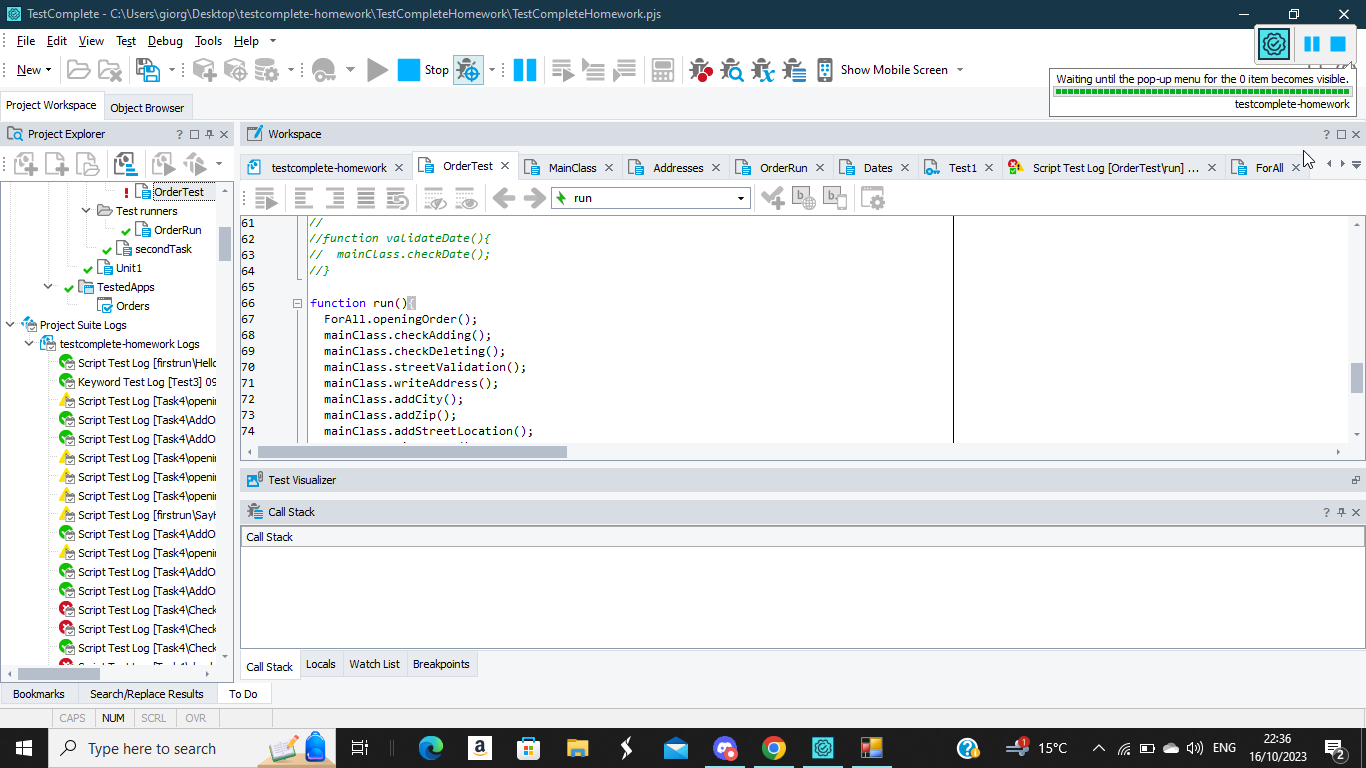 TestComplete - C:\Users\giorg\Desktop\testcomplete-homework\TestCompleteHomework\TestCompleteHomework.pjs
File Edit View Test Debug Tools Help
New Stop Show Mobile Screen
Waiting until the pop-up menu for the 0 item becomes visible.
testcomplete-homework
Project Workspace Object Browser
Project Explorer
Workspace
testcomplete-homework OrderTest MainClass Addresses OrderRun Dates Test1 Script Test Log [OrderTest\run] ... ForAll
run
OrderTest
Test runners
OrderRun
secondTask
Unit1
TestedApps
Orders
Project Suite Logs
testcomplete-homework Logs
Script Test Log [firstrun\Hello
Keyword Test Log [Test3] 09
Script Test Log [Task4\openi
Script Test Log [Task4\AddO
Script Test Log [Task4\AddO
Script Test Log [Task4\openi
Script Test Log [Task4\openi
Script Test Log [Task4\openi
Script Test Log [firstrun\SayH
Script Test Log [Task4\AddO
Script Test Log [Task4\openi
Script Test Log [Task4\AddO
Script Test Log [Task4\AddO
Script Test Log [Task4\Check
Script Test Log [Task4\Check
Script Test Log [Task4\Check
61 //
62 //function validateDate(){
63 // mainClass.checkDate();
64 //}
65
66 function run(){
67 ForAll.openingOrder();
68 mainClass.checkAdding();
69 mainClass.checkDeleting();
70 mainClass.streetValidation();
71 mainClass.writeAddress();
72 mainClass.addCity();
73 mainClass.addZip();
74 mainClass.addStreetLocation();
Test Visualizer
Call Stack
Call Stack
Call Stack Locals Watch List Breakpoints
Bookmarks Search/Replace Results To Do
CAPS NUM SCRL OVR
Type here to search
15°C
ENG
22:36
16/10/2023
2